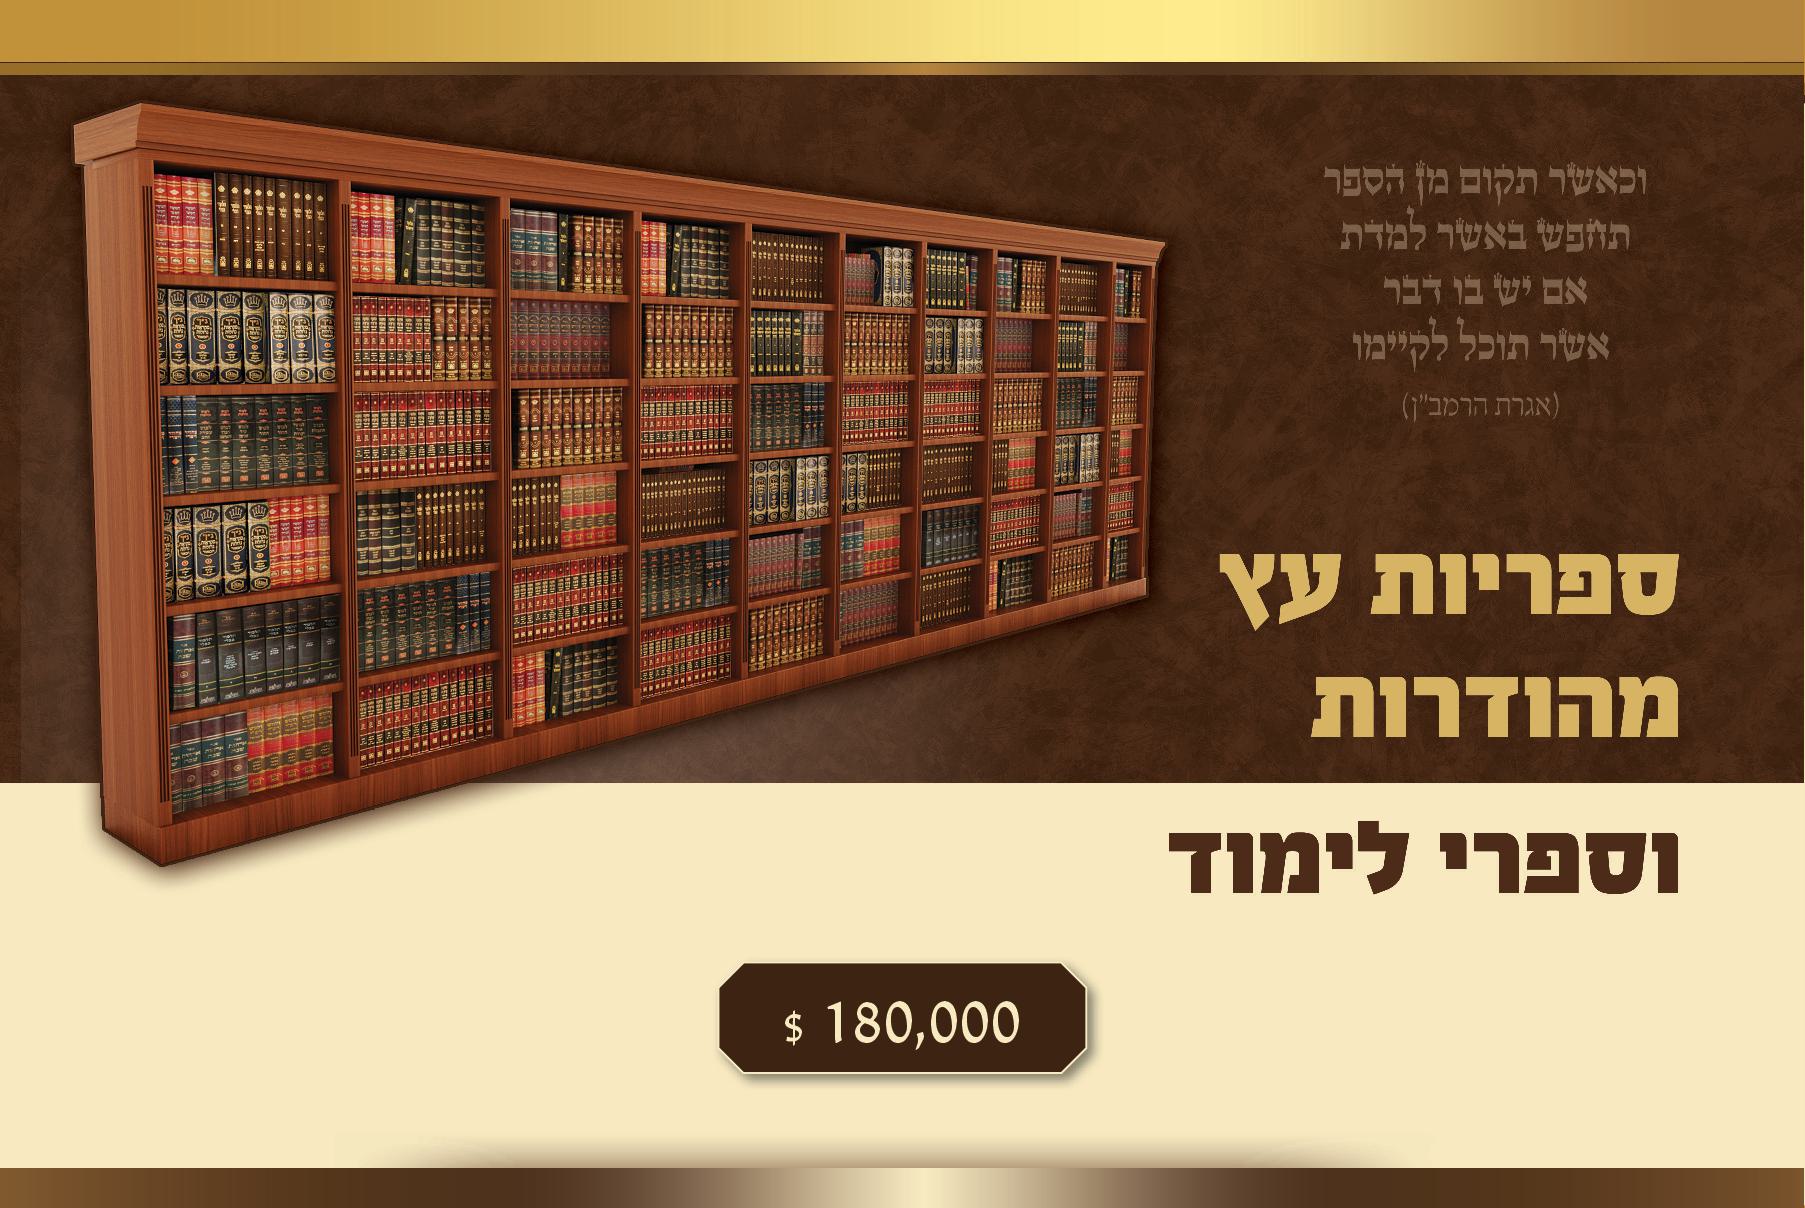 וכאשר תקום מן הספר
תחפש באשר למדת
אם יש בו דבר
אשר תוכל לקיימו
(אגרת הרמב"ן)
ספריות עץ
מהודרות
וספרי לימוד
$ 180,000